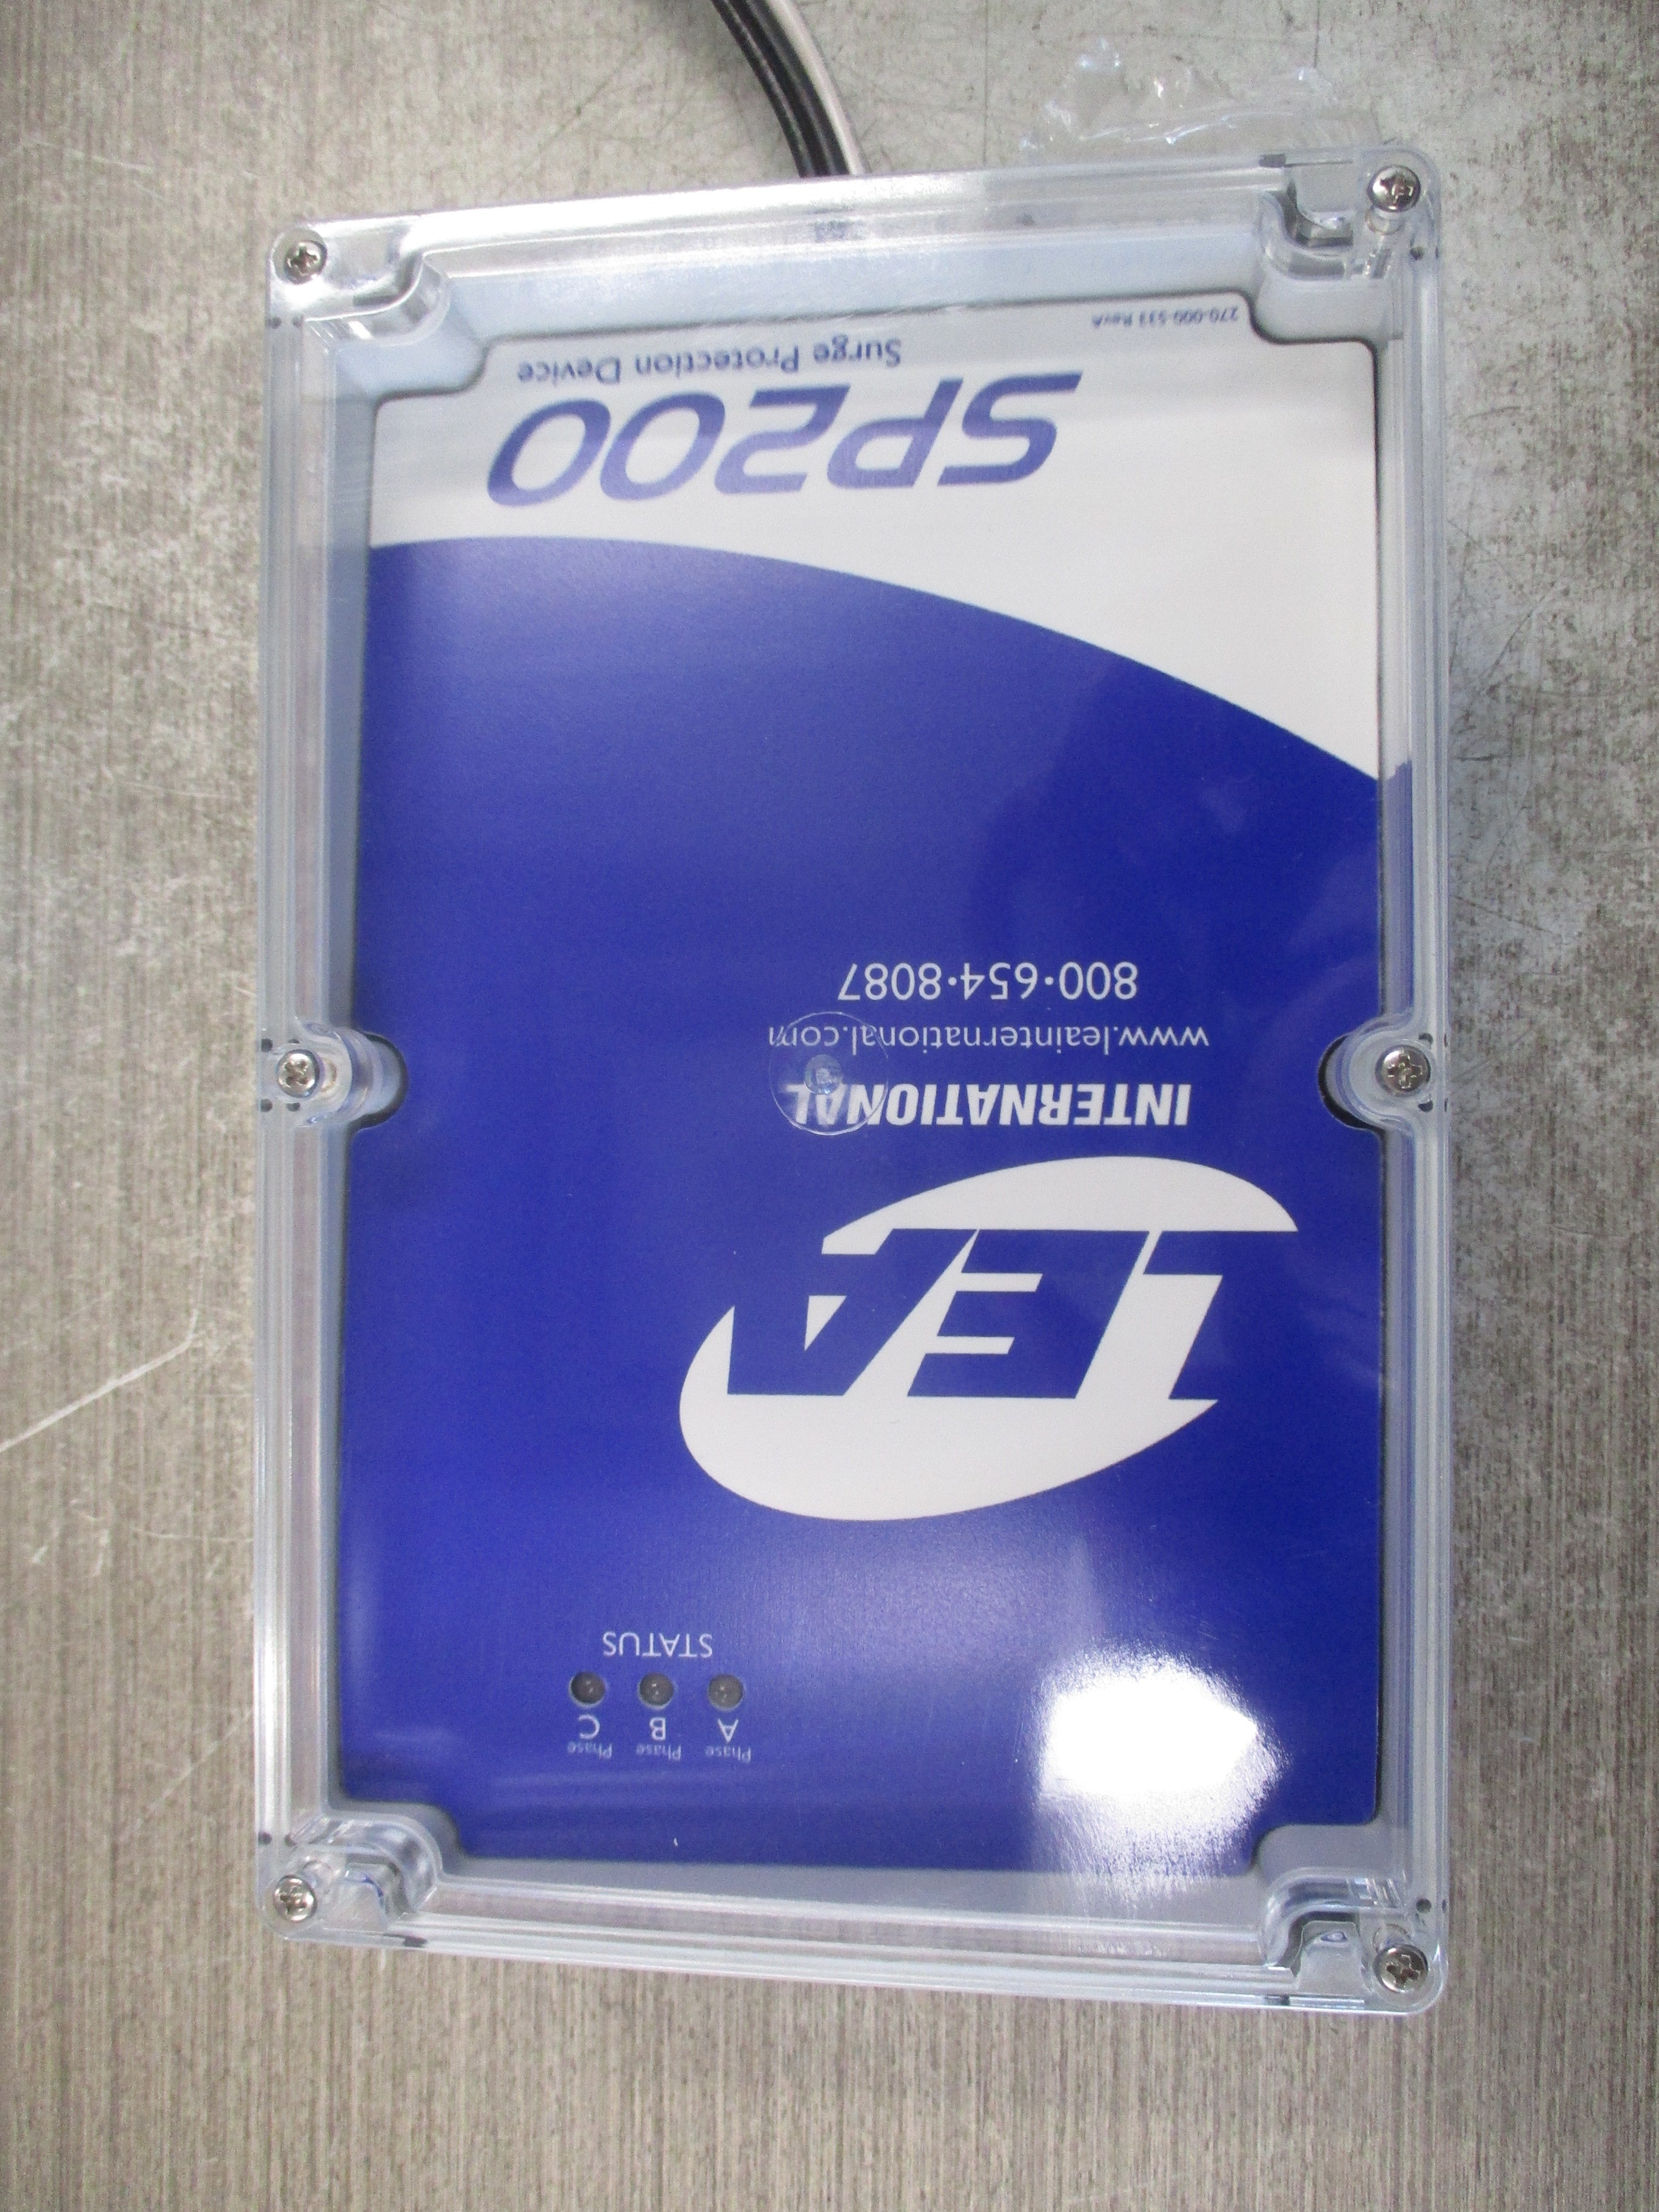 Phase Phase Phase
A B C
STATUS
LEA
INTERNATIONAL
www.leainternational.com
800•654•8087
SP200
Surge Protection Device
270-000-533 RevA